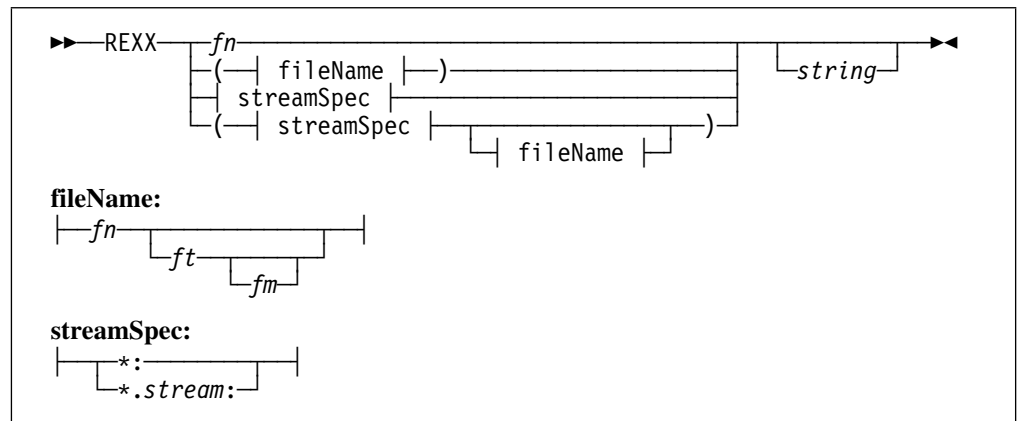 ►►──REXX──┬─fn─────────────────────────────────┬──┬────────┬──►◄
├─(──┤ fileName ├──)─────────────────┤ └─string─┘
├─┤ streamSpec ├─────────────────────┤
└─(──┤ streamSpec ├──┬──────────────┬──)─┘
└─┤ fileName ├─┘
fileName:
├──fn──┬──────────────┬──┤
└─ft──┬────┬─┘
└─fm─┘
streamSpec:
├──┬─*:────────┬──┤
└─*.stream:─┘